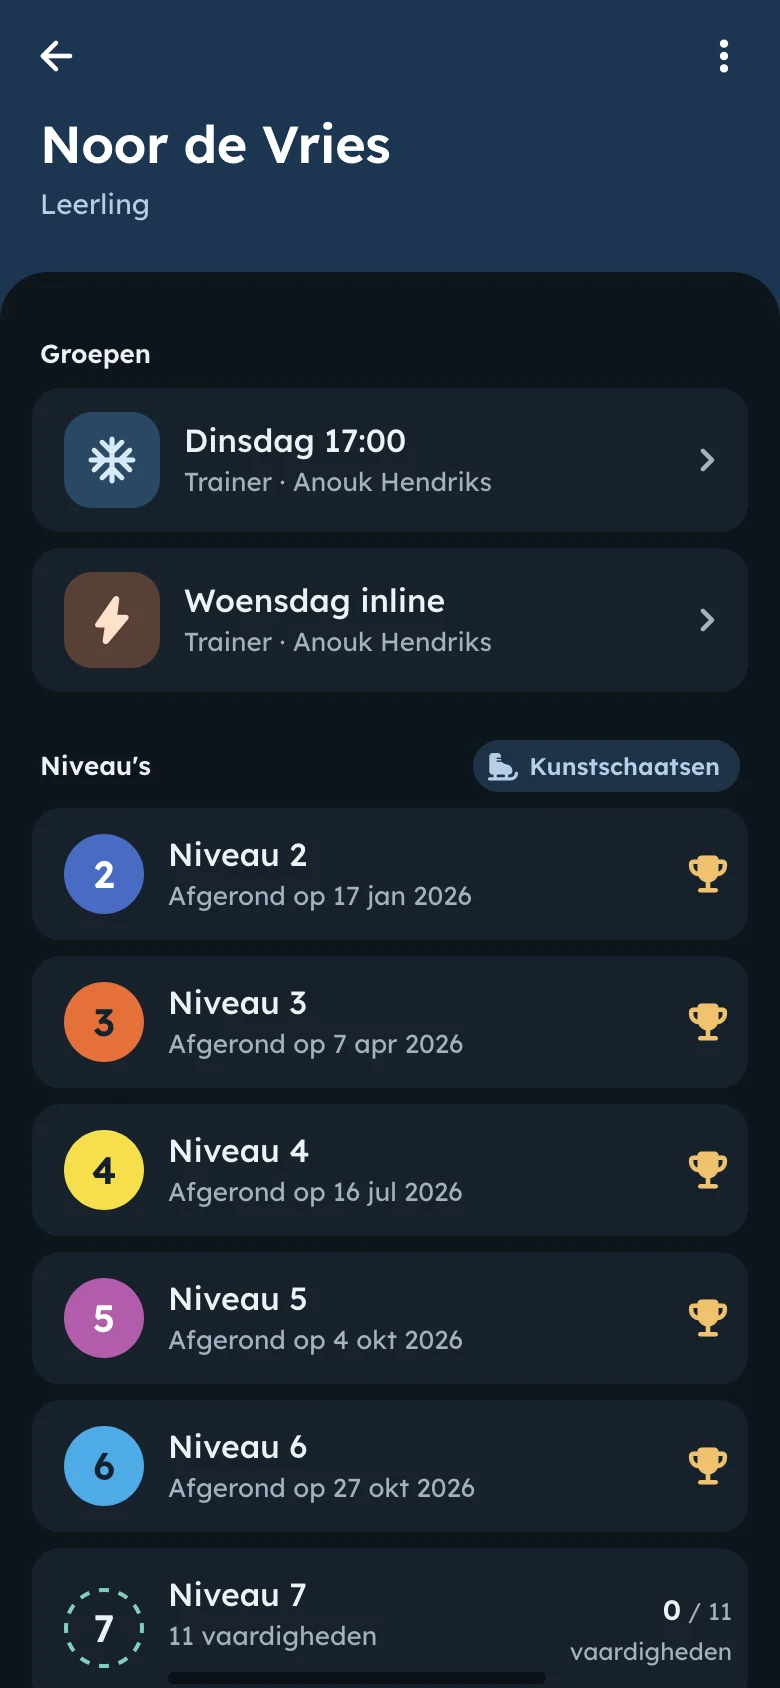 Noor de Vries
Leerling
Groepen
Dinsdag 17:00
Trainer · Anouk Hendriks
Woensdag inline
Trainer · Anouk Hendriks
Niveau's
Kunstschaatsen
2
Niveau 2
Afgerond op 17 jan 2026
3
Niveau 3
Afgerond op 7 apr 2026
4
Niveau 4
Afgerond op 16 jul 2026
5
Niveau 5
Afgerond op 4 okt 2026
6
Niveau 6
Afgerond op 27 okt 2026
7
Niveau 7
11 vaardigheden
0 / 11
vaardigheden